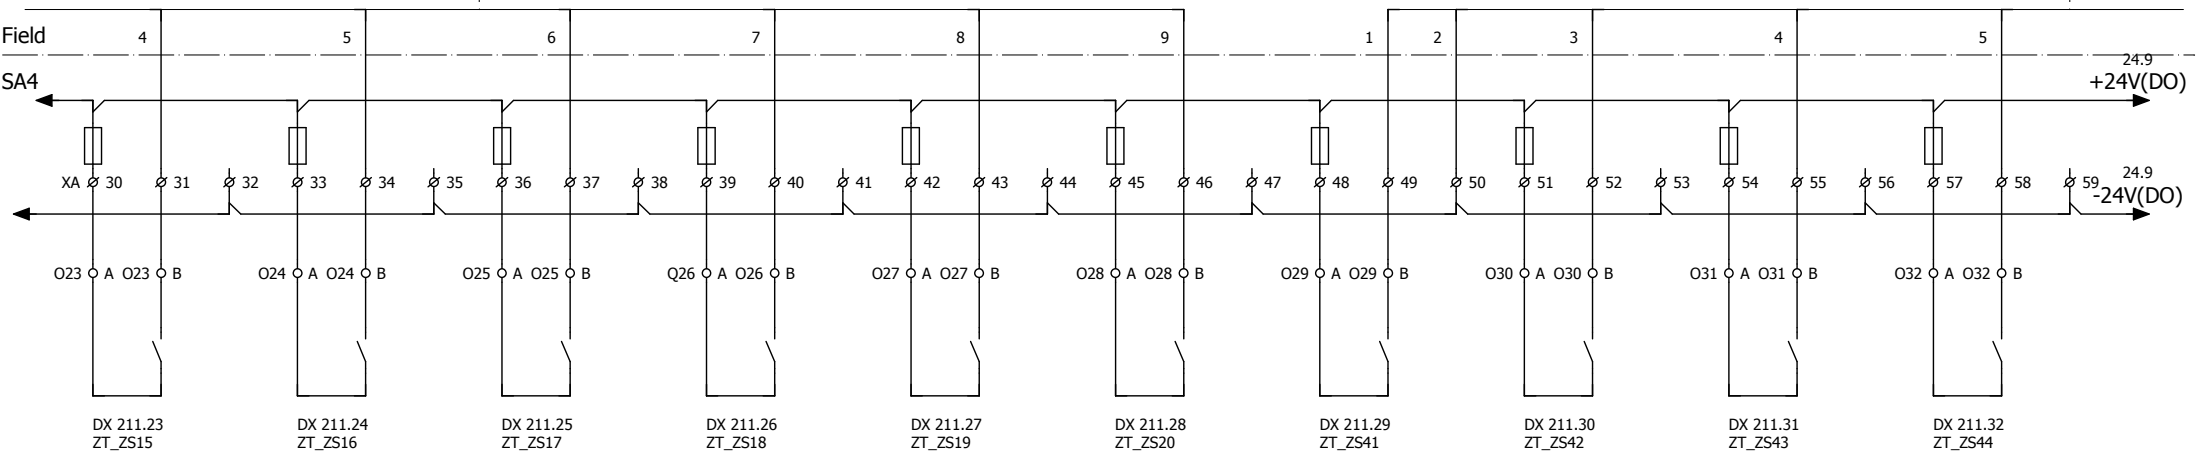 Field 4 5 6 7 8 9 1 2 3 4 5
24.9
SA4 +24V(DO)
24.9
XA 30 31 32 33 34 35 36 37 38 39 40 41 42 43 44 45 46 47 48 49 50 51 52 53 54 55 56 57 58 59
-24V(DO)
O23 A O23 B O24 A O24 B O25 A O25 B Q26 A O26 B O27 A O27 B O28 A O28 B O29 A O29 B O30 A O30 B O31 A O31 B O32 A O32 B
DX 211.23 DX 211.24 DX 211.25 DX 211.26 DX 211.27 DX 211.28 DX 211.29 DX 211.30 DX 211.31 DX 211.32
ZT_ZS15 ZT_ZS16 ZT_ZS17 ZT_ZS18 ZT_ZS19 ZT_ZS20 ZT_ZS41 ZT_ZS42 ZT_ZS43 ZT_ZS44